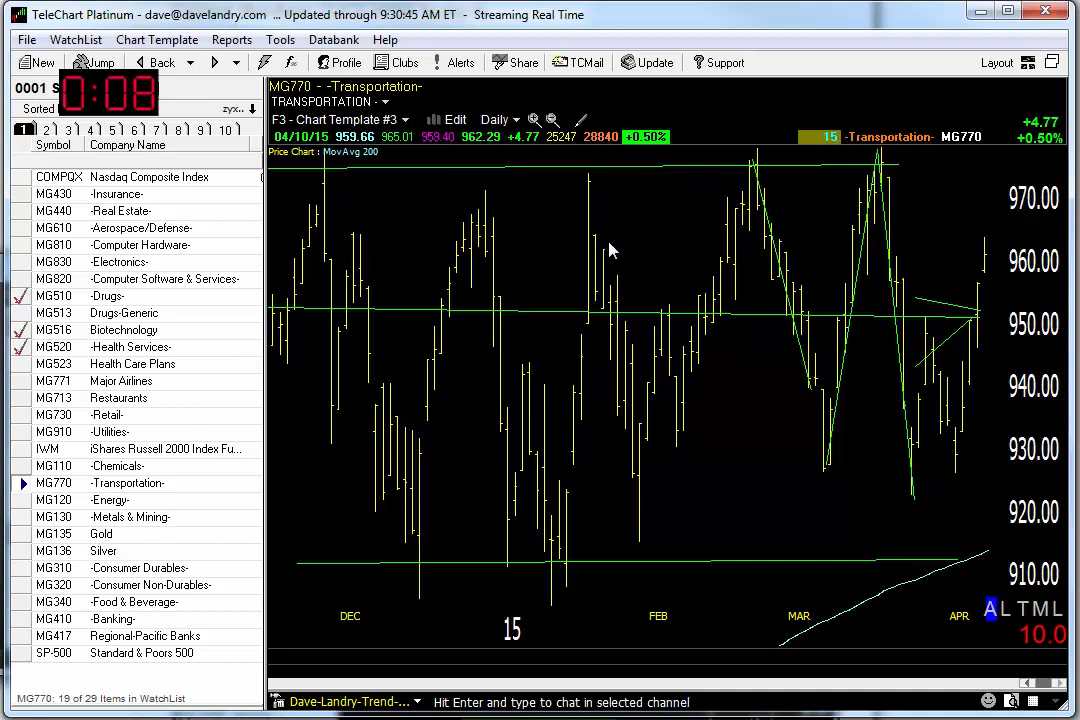 TeleChart Platinum - dave@davelandry.com ... Updated through 9:30:45 AM ET - Streaming Real Time
File WatchList Chart Template Reports Tools Databank Help
New Jump Back Profile Clubs Alerts Share TCMail Update Support Layout
0001 S
0:08
Sorted zyx..
1 2 3 4 5 6 7 8 9 10
Symbol Company Name
COMPQX Nasdaq Composite Index
MG430 -Insurance-
MG440 -Real Estate-
MG610 -Aerospace/Defense-
MG810 -Computer Hardware-
MG830 -Electronics-
MG820 -Computer Software & Services-
MG510 -Drugs-
MG513 Drugs-Generic
MG516 Biotechnology
MG520 -Health Services-
MG523 Health Care Plans
MG771 Major Airlines
MG713 Restaurants
MG730 -Retail-
MG910 -Utilities-
IWM iShares Russell 2000 Index Fu...
MG110 -Chemicals-
MG770 -Transportation-
MG120 -Energy-
MG130 -Metals & Mining-
MG135 Gold
MG136 Silver
MG310 -Consumer Durables-
MG320 -Consumer Non-Durables-
MG340 -Food & Beverage-
MG410 -Banking-
MG417 Regional-Pacific Banks
SP-500 Standard & Poors 500
MG770: 19 of 29 Items in WatchList
MG770 - -Transportation-
TRANSPORTATION -
F3 - Chart Template #3 Edit Daily
+4.77
04/10/15 959.66 965.01 959.40 962.29 +4.77 25247 28840 +0.50% 15 -Transportation- MG770
+0.50%
Price Chart : MovAvg 200
970.00
960.00
950.00
940.00
930.00
920.00
910.00
DEC 15 FEB MAR APR
A L T M L
10.0
Dave-Landry-Trend-... Hit Enter and type to chat in selected channel